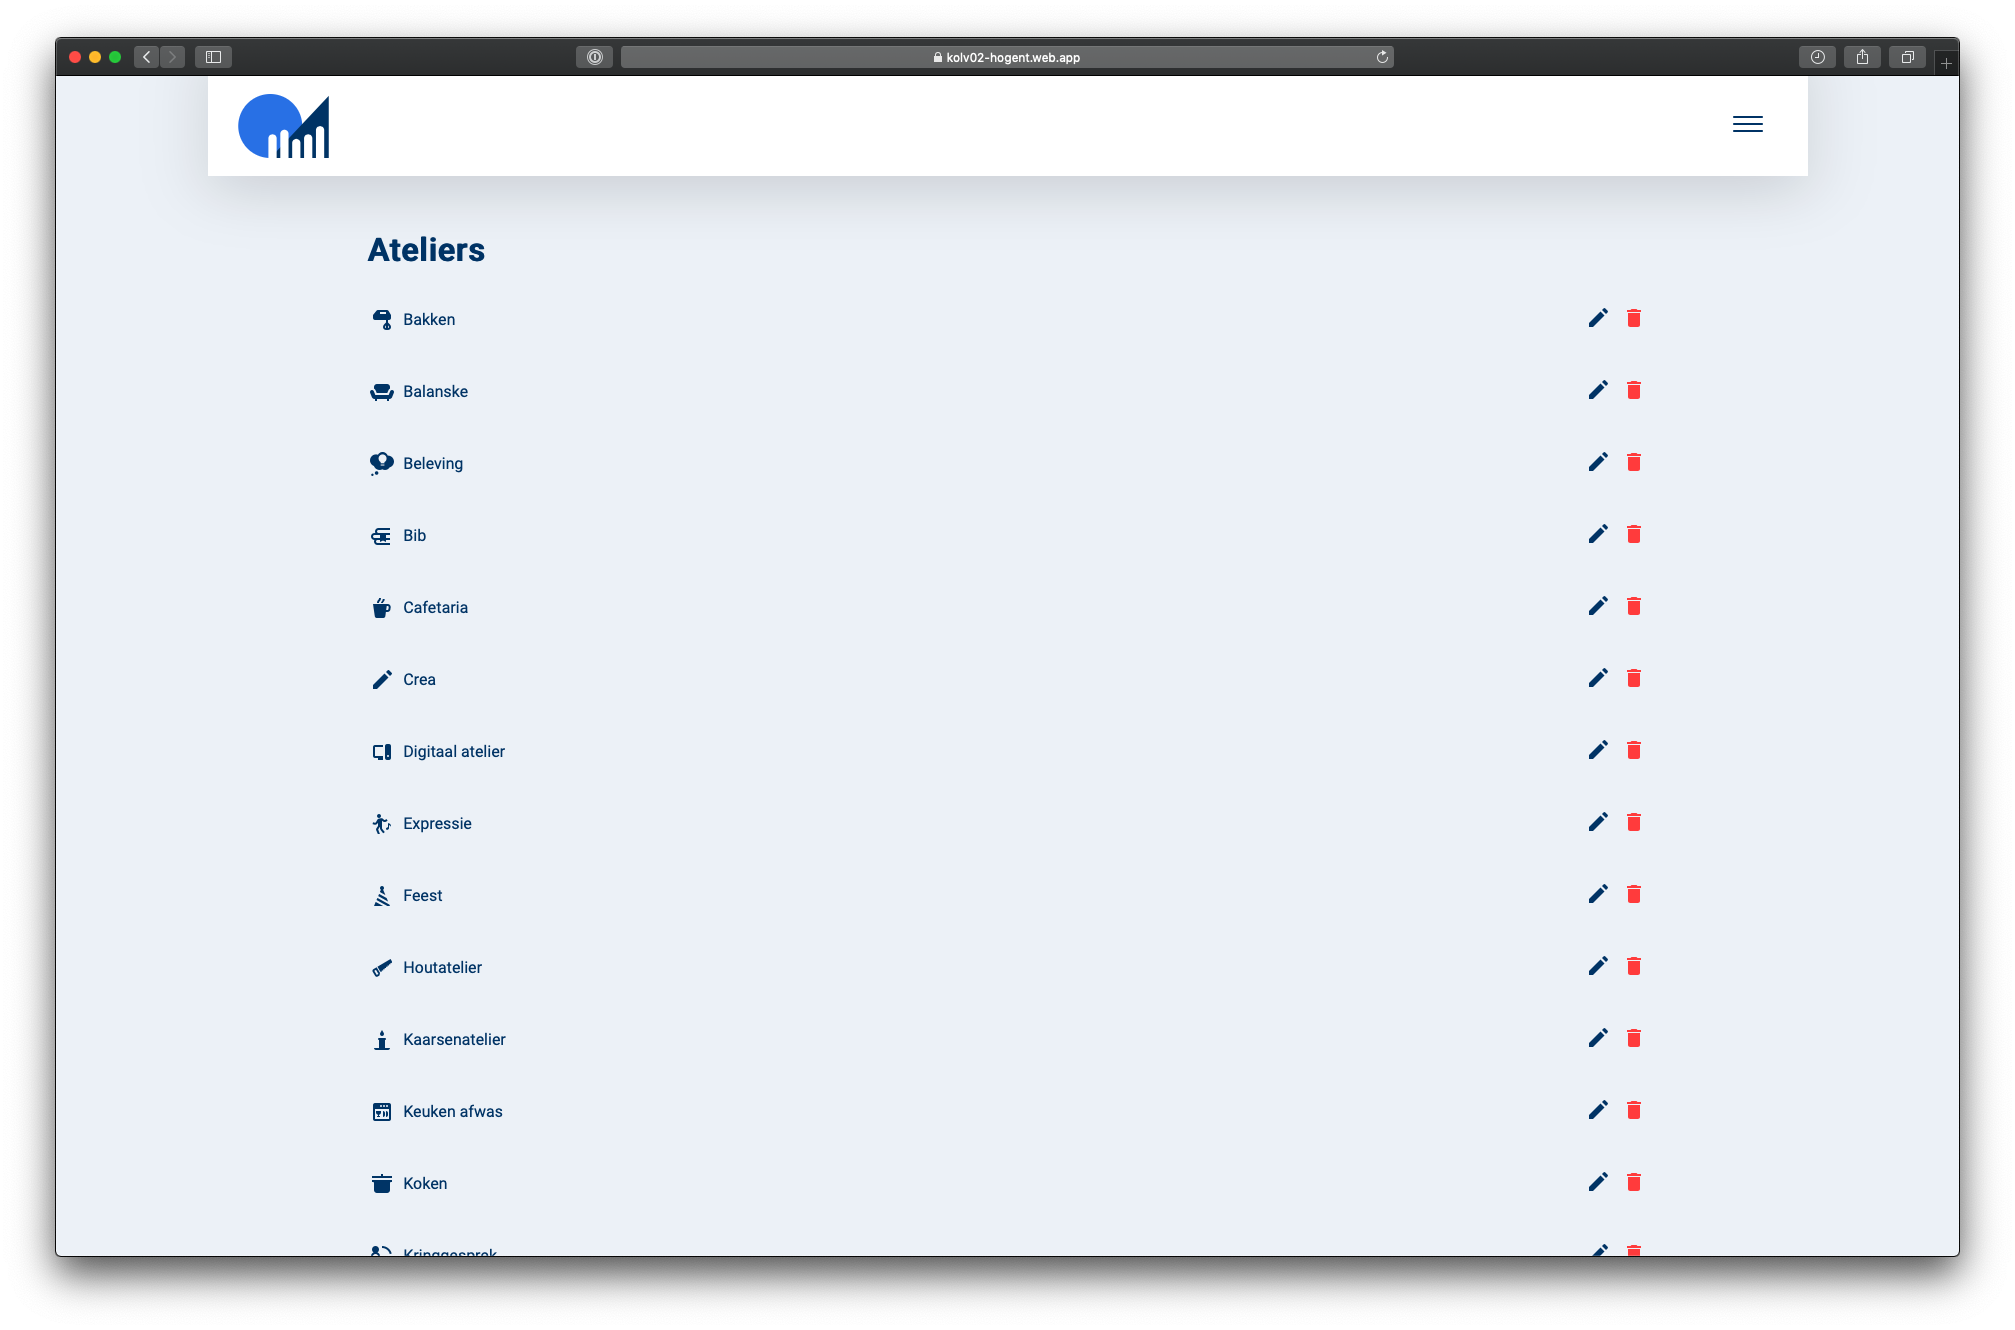 kolv02-hogent.web.app
Ateliers
Bakken
Balanske
Beleving
Bib
Cafetaria
Crea
Digitaal atelier
Expressie
Feest
Houtatelier
Kaarsenatelier
Keuken afwas
Koken
Kringgesprek